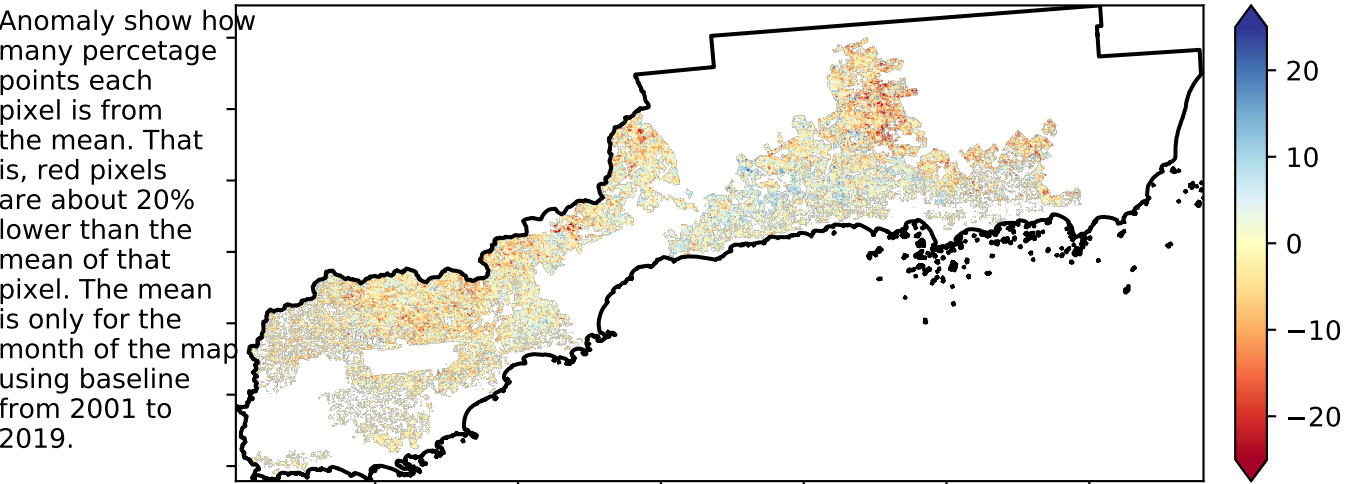 Anomaly show how
many percetage
points each
pixel is from
the mean. That
is, red pixels
are about 20%
lower than the
mean of that
pixel. The mean
is only for the
month of the map
using baseline
from 2001 to
2019.
20
10
0
−10
−20